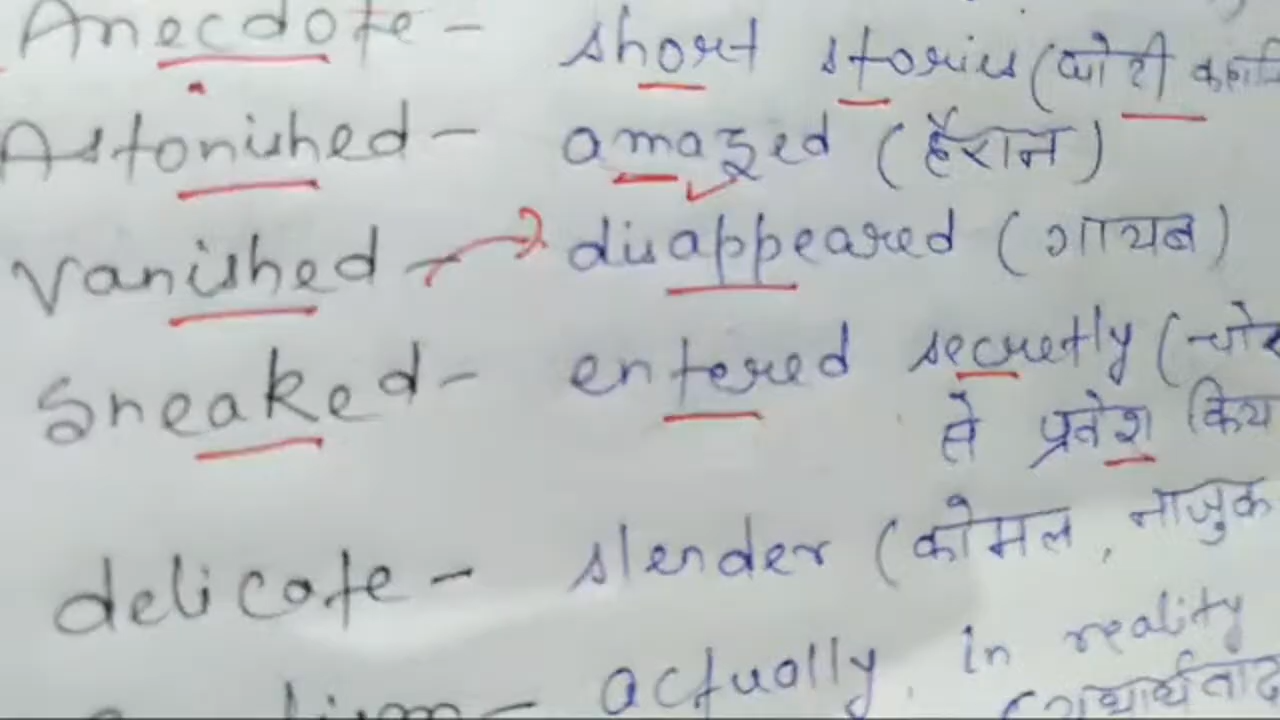 Anecdote - short stories (छोटी
Astonished - amazed (हैरान)
Vanished - disappeared (गायब)
Sneaked - entered secretly (चोर
से प्रवेश किय
delicate - slender (कोमल, नाजुक
- actually, in reality